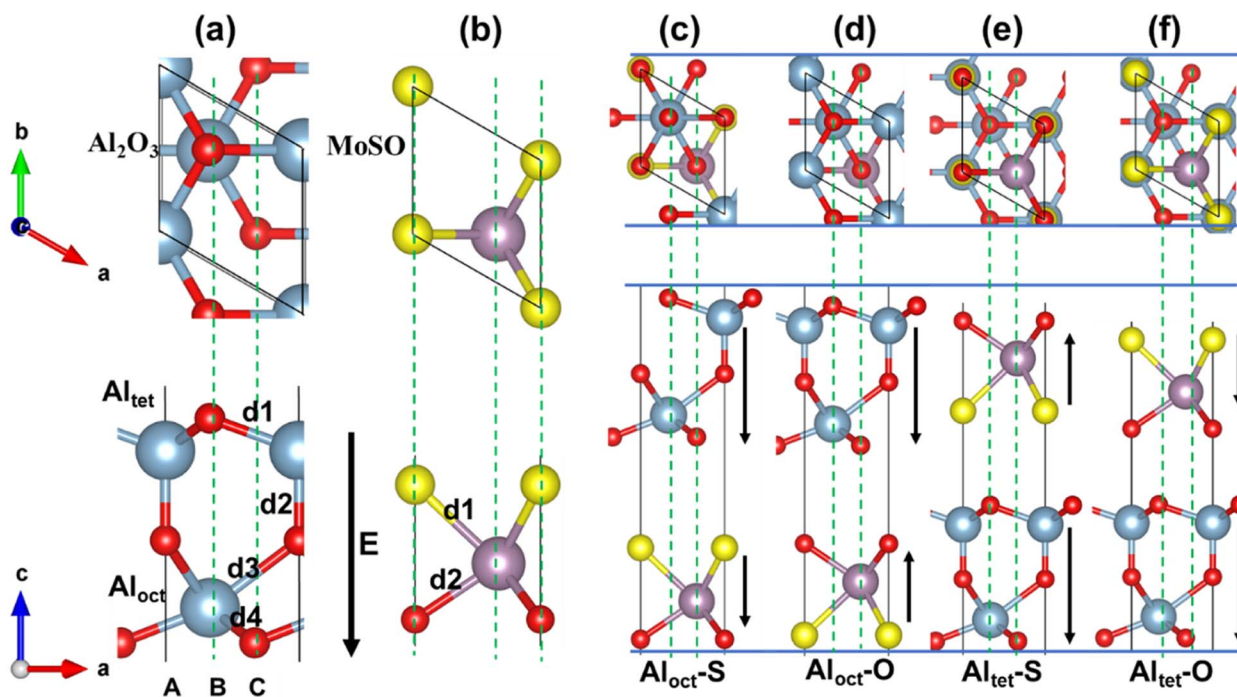 (a)
(b)
(c)
(d)
(e)
(f)
b
c
a
Al2O3
MoSO
Altet
d1
d2
d3
Aloct
d4
E
d1
d2
c
a
A B C
Aloct-S
Aloct-O
Altet-S
Altet-O